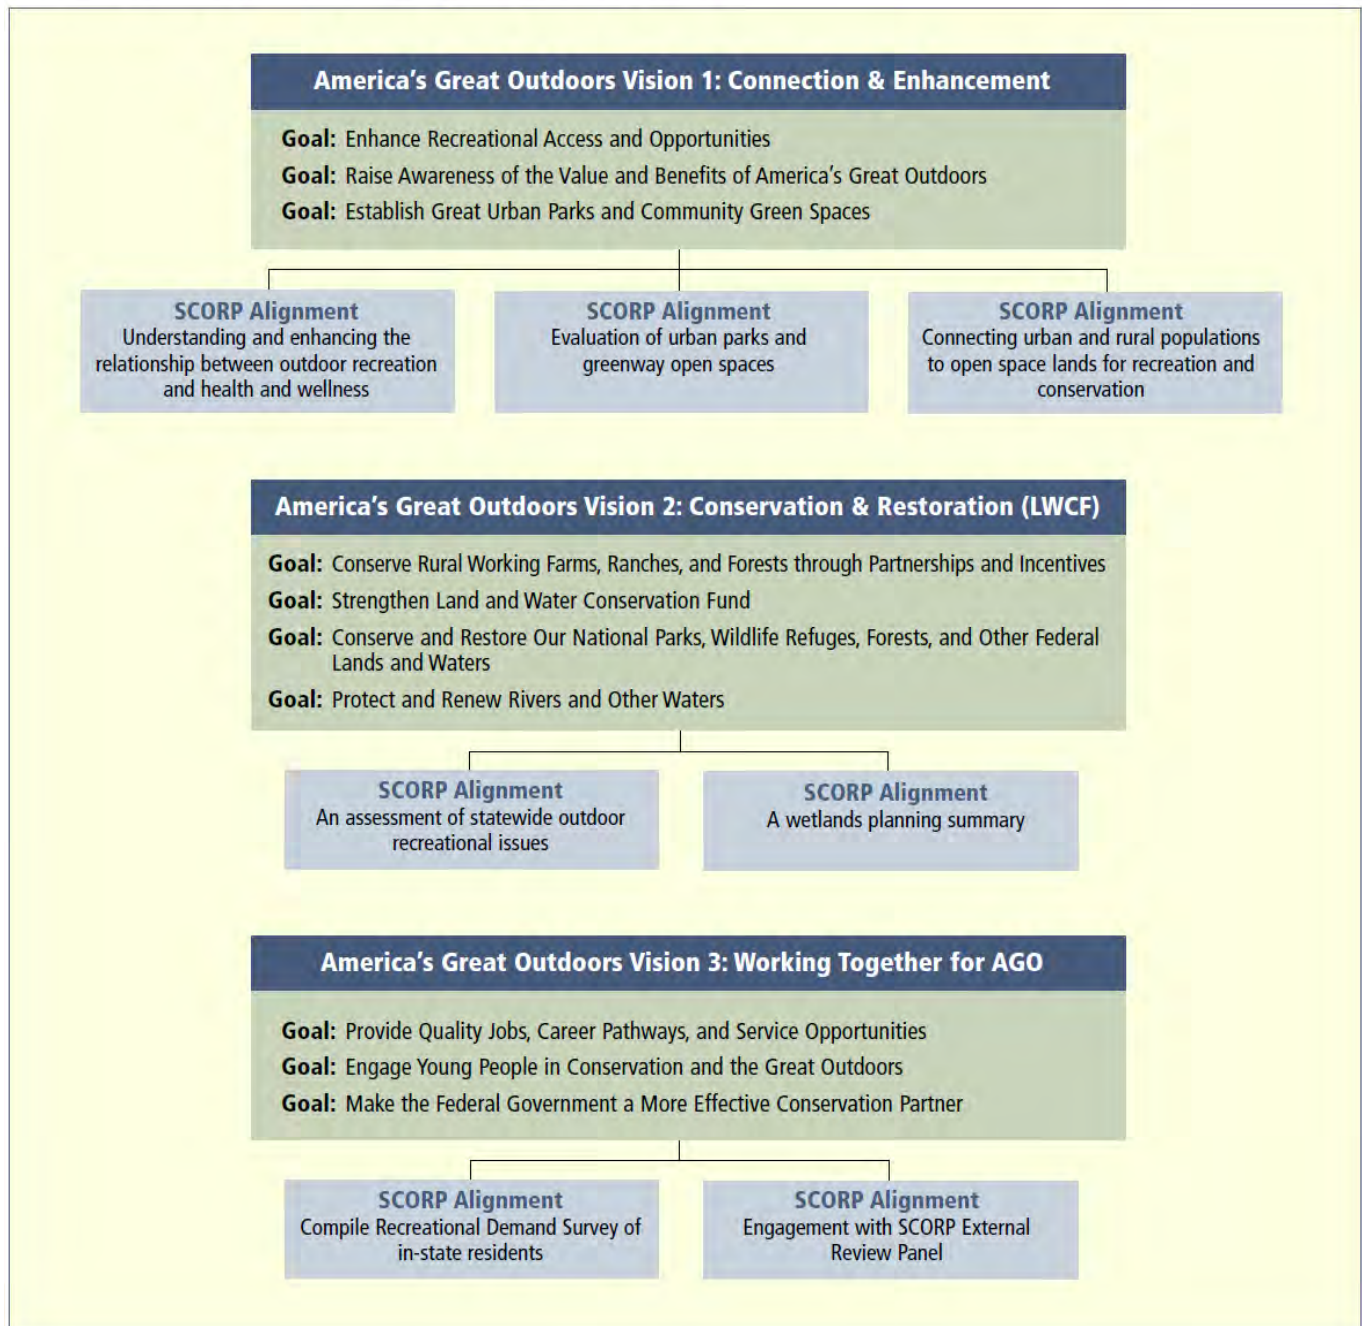 America's Great Outdoors Vision 1: Connection & Enhancement
Goal: Enhance Recreational Access and Opportunities
Goal: Raise Awareness of the Value and Benefits of America's Great Outdoors
Goal: Establish Great Urban Parks and Community Green Spaces
SCORP Alignment
Understanding and enhancing the
relationship between outdoor recreation
and health and wellness
SCORP Alignment
Evaluation of urban parks and
greenway open spaces
SCORP Alignment
Connecting urban and rural populations
to open space lands for recreation and
conservation
America's Great Outdoors Vision 2: Conservation & Restoration (LWCF)
Goal: Conserve Rural Working Farms, Ranches, and Forests through Partnerships and Incentives
Goal: Strengthen Land and Water Conservation Fund
Goal: Conserve and Restore Our National Parks, Wildlife Refuges, Forests, and Other Federal
Lands and Waters
Goal: Protect and Renew Rivers and Other Waters
SCORP Alignment
An assessment of statewide outdoor
recreational issues
SCORP Alignment
A wetlands planning summary
America's Great Outdoors Vision 3: Working Together for AGO
Goal: Provide Quality Jobs, Career Pathways, and Service Opportunities
Goal: Engage Young People in Conservation and the Great Outdoors
Goal: Make the Federal Government a More Effective Conservation Partner
SCORP Alignment
Compile Recreational Demand Survey of
in-state residents
SCORP Alignment
Engagement with SCORP External
Review Panel